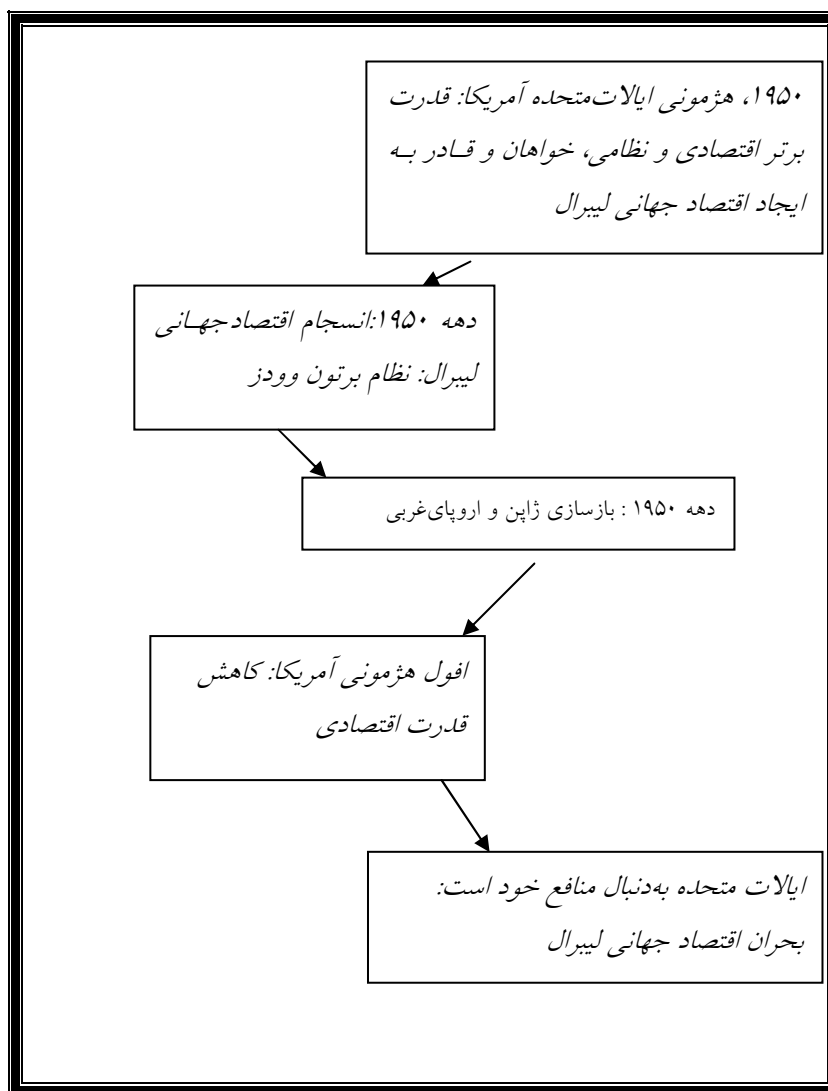 ۱۹۵۰، هژمونی ایالات‌متحده آمریکا: قدرت
برتر اقتصادی و نظامی، خواهان و قادر به
ایجاد اقتصاد جهانی لیبرال
دهه ۱۹۵۰:انسجام اقتصاد جهانی
لیبرال: نظام برتون وودز
دهه ۱۹۵۰ : بازسازی ژاپن و اروپای‌غربی
افول هژمونی آمریکا: کاهش
قدرت اقتصادی
ایالات متحده به‌دنبال منافع خود است:
بحران اقتصاد جهانی لیبرال